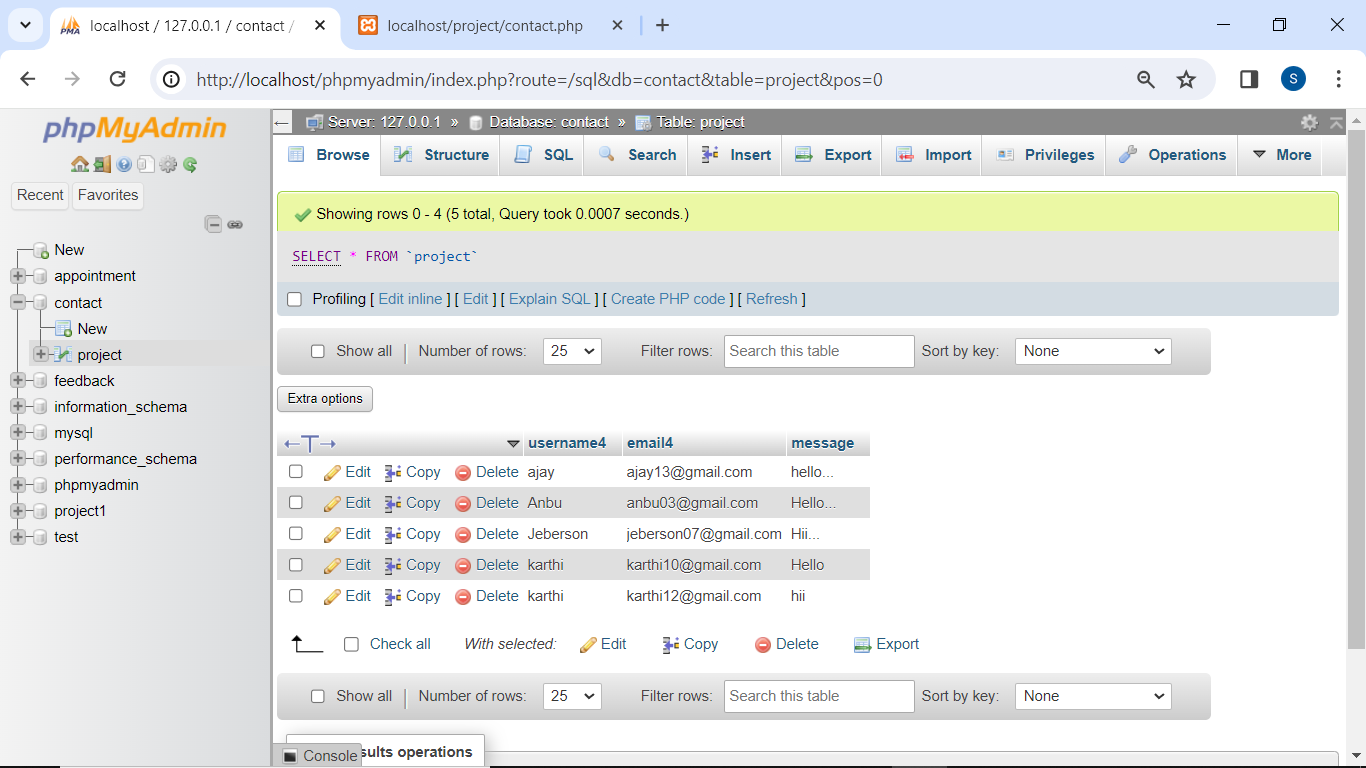 localhost / 127.0.0.1 / contact /
localhost/project/contact.php
http://localhost/phpmyadmin/index.php?route=/sql&db=contact&table=project&pos=0
S
phpMyAdmin
Recent Favorites
New
appointment
contact
New
project
feedback
information_schema
mysql
performance_schema
phpmyadmin
project1
test
Server: 127.0.0.1 » Database: contact » Table: project
Browse Structure SQL Search Insert Export Import Privileges Operations More
Showing rows 0 - 4 (5 total, Query took 0.0007 seconds.)
SELECT * FROM `project`
Profiling [ Edit inline ] [ Edit ] [ Explain SQL ] [ Create PHP code ] [ Refresh ]
Show all | Number of rows: 25 Filter rows: Search this table Sort by key: None
Extra options
←T→ username4 email4 message
Edit Copy Delete ajay ajay13@gmail.com hello...
Edit Copy Delete Anbu anbu03@gmail.com Hello...
Edit Copy Delete Jeberson jeberson07@gmail.com Hii...
Edit Copy Delete karthi karthi10@gmail.com Hello
Edit Copy Delete karthi karthi12@gmail.com hii
Check all With selected: Edit Copy Delete Export
Show all | Number of rows: 25 Filter rows: Search this table Sort by key: None
Console operations